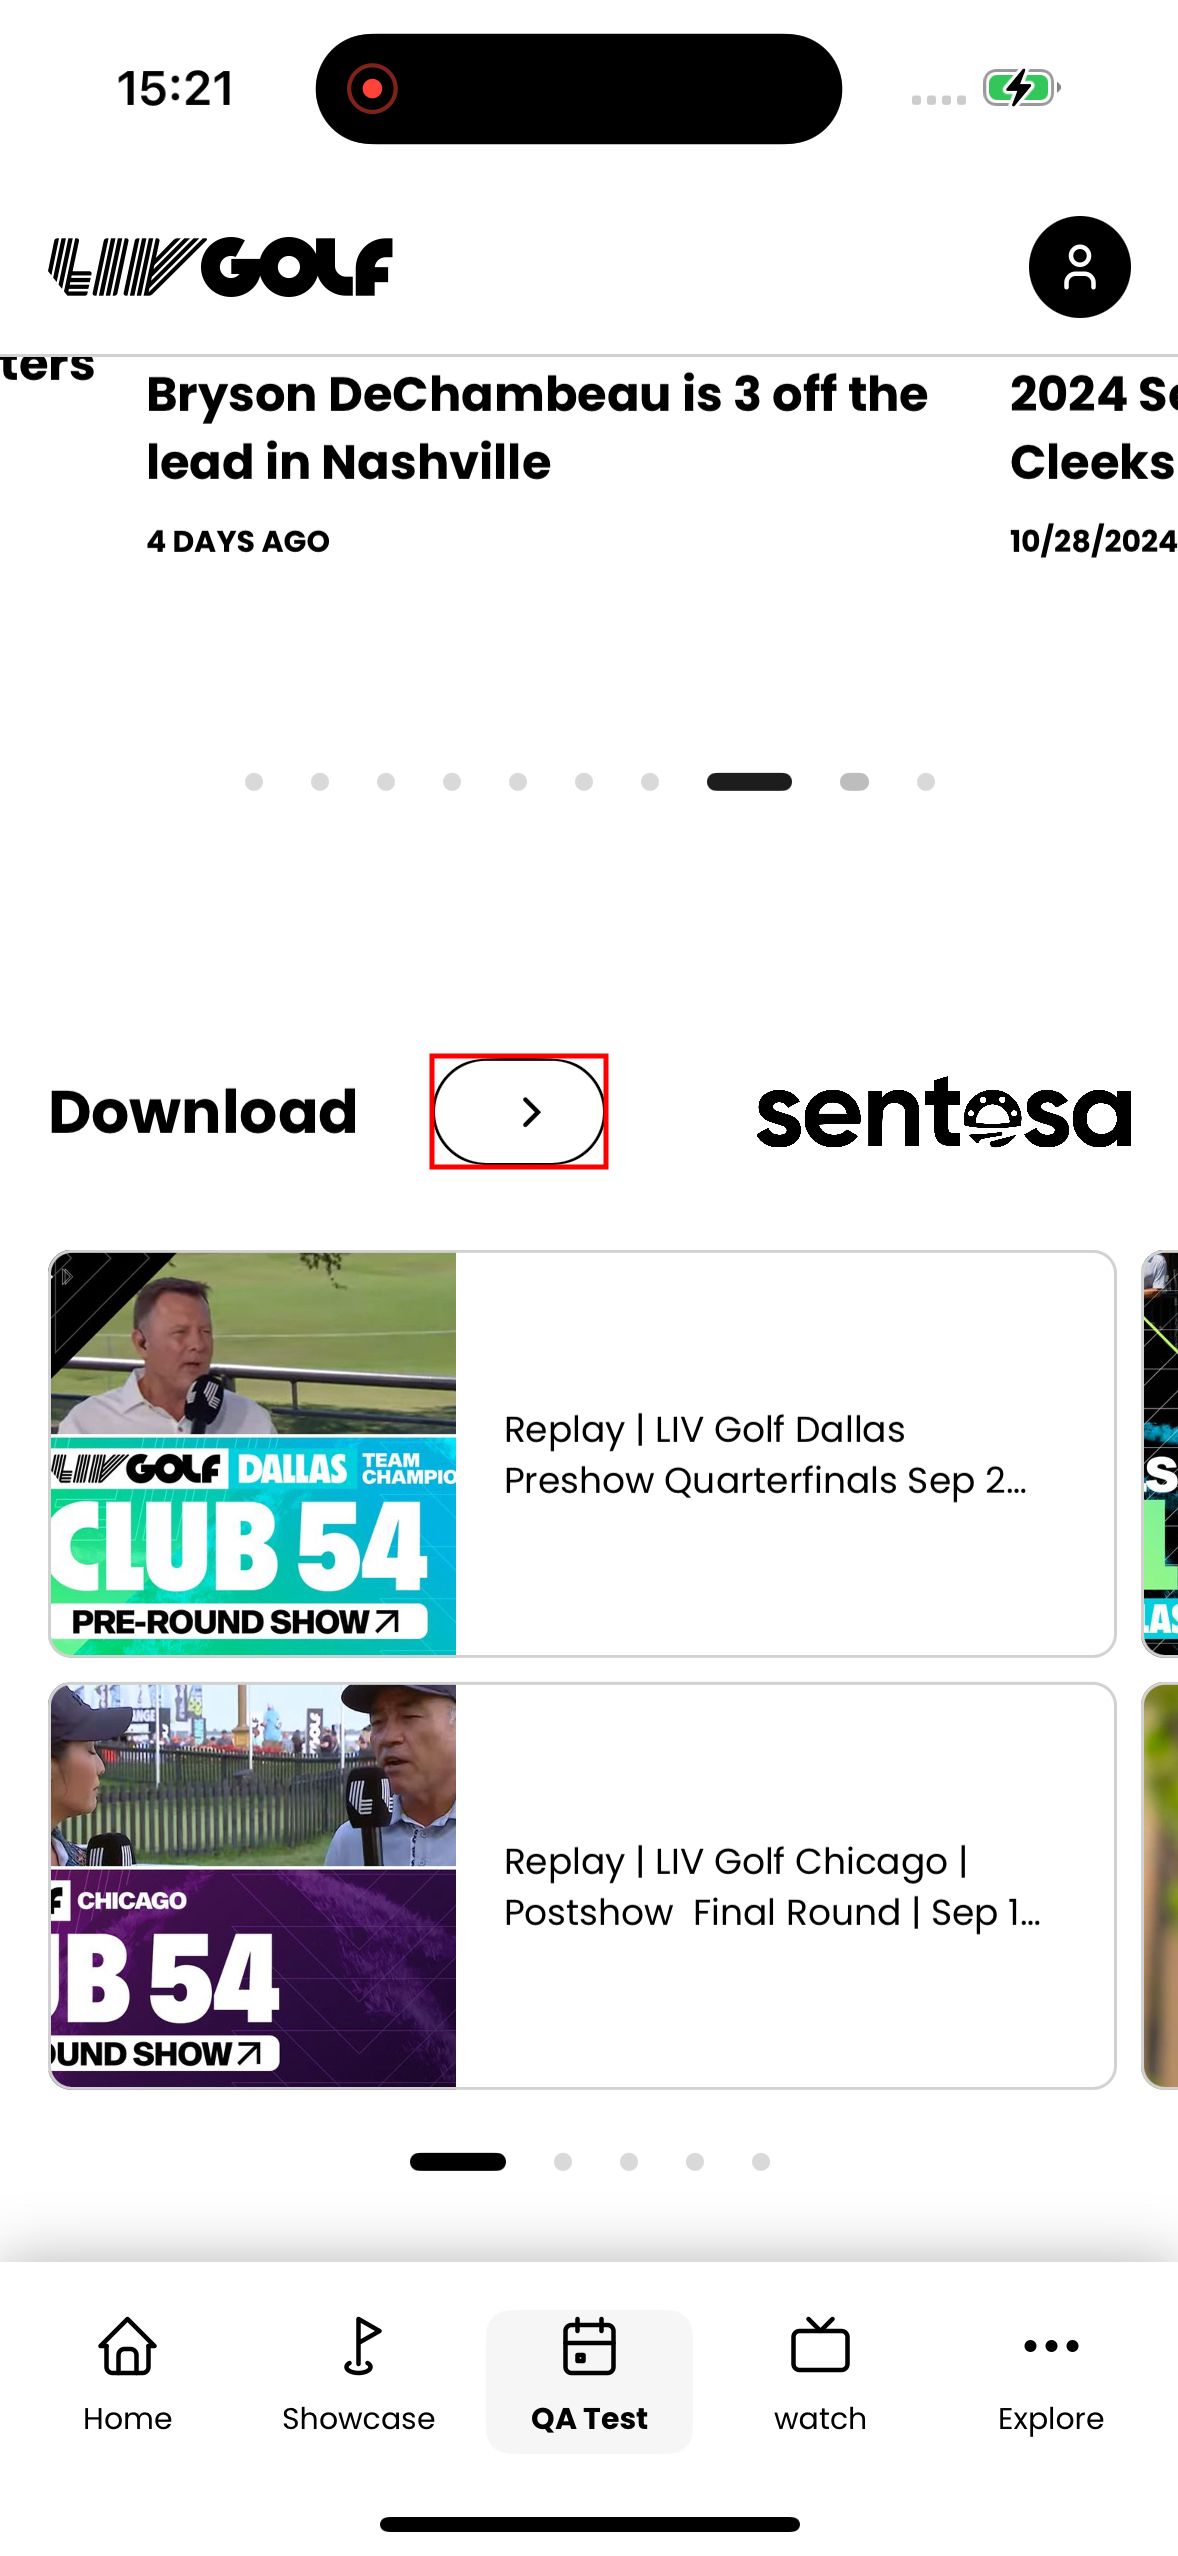 15:21
LIV GOLF
ters
Bryson DeChambeau is 3 off the
lead in Nashville
4 DAYS AGO
2024 S
Cleeks
10/28/2024
Download
sentosa
LIV GOLF DALLAS TEAM
CHAMPIO
CLUB 54
PRE-ROUND SHOW
Replay | LIV Golf Dallas
Preshow Quarterfinals Sep 2...
CHICAGO
UB 54
OUND SHOW
Replay | LIV Golf Chicago |
Postshow  Final Round | Sep 1...
Home
Showcase
QA Test
watch
Explore